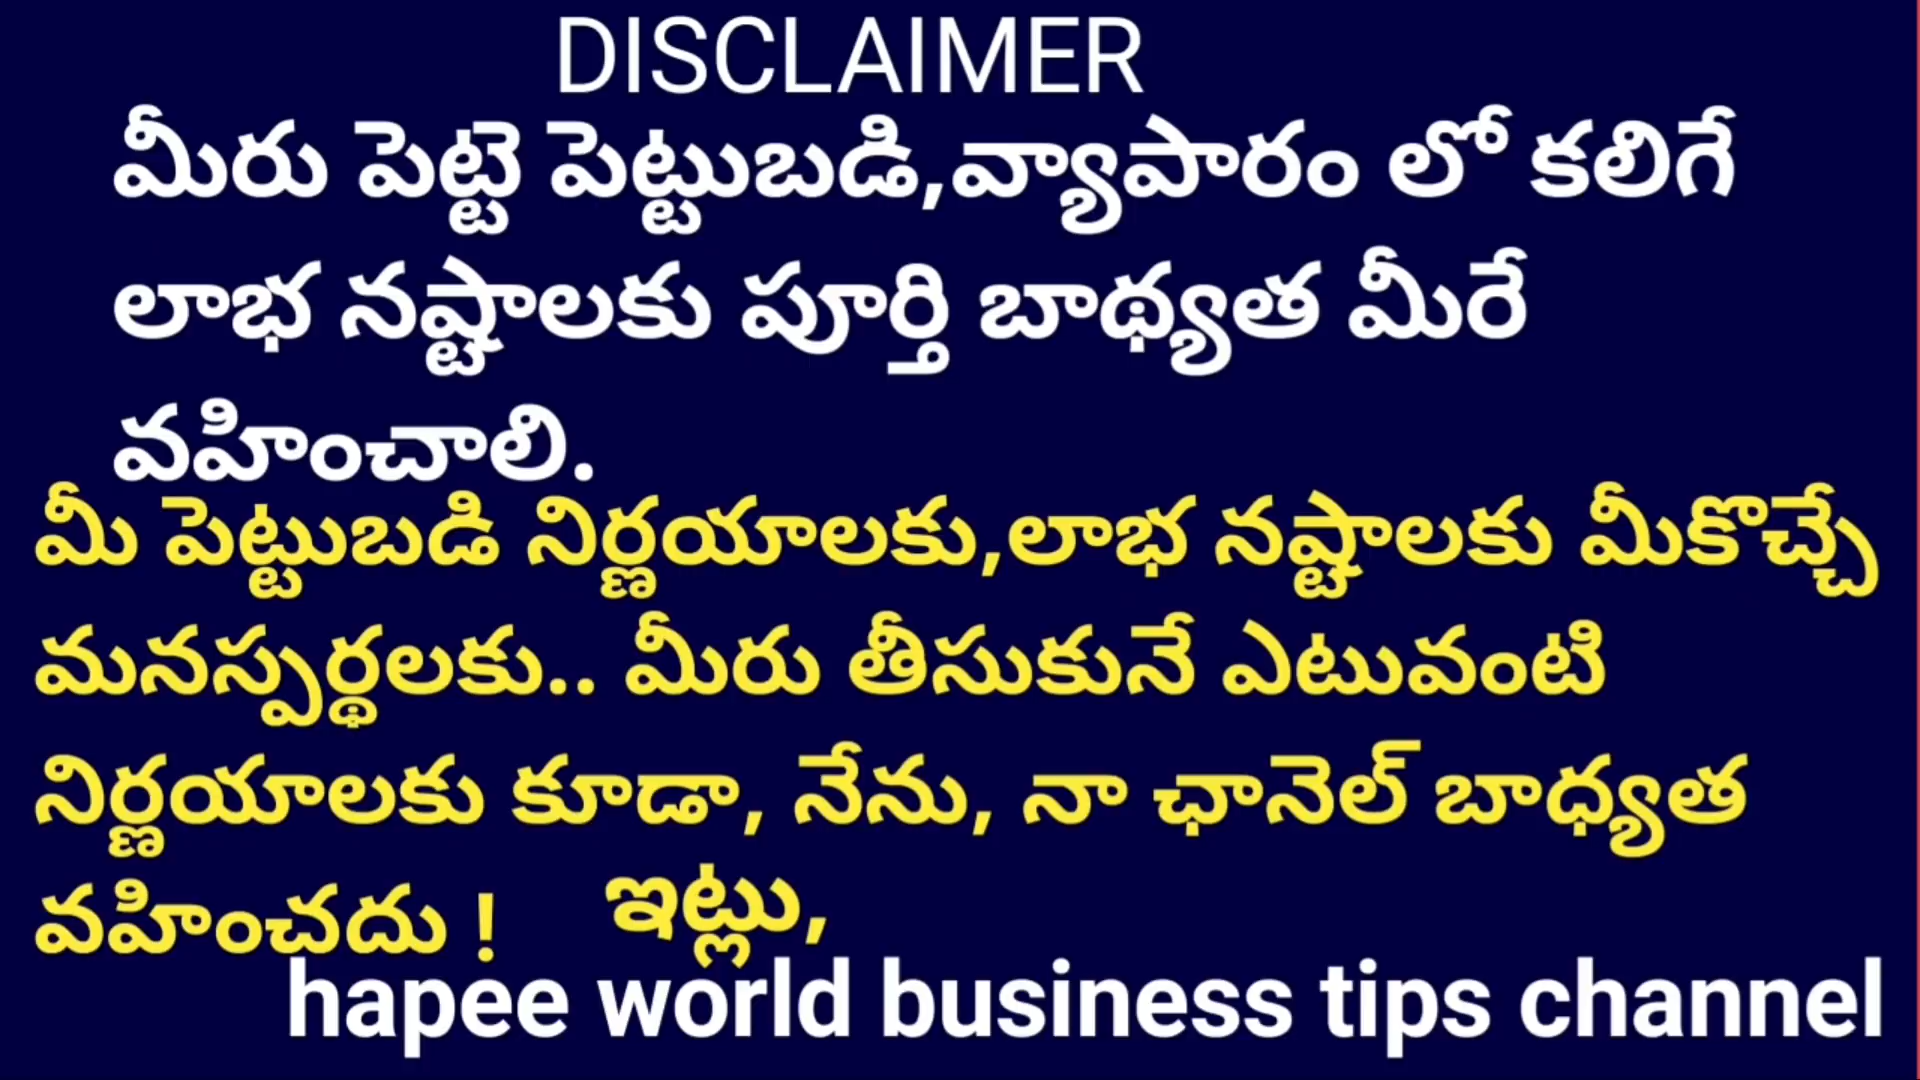 DISCLAIMER
మీరు పెట్టె పెట్టుబడి,వ్యాపారం లో కలిగే
లాభ నష్టాలకు పూర్తి బాథ్యత మీరే
వహించాలి.
మీ పెట్టుబడి నిర్ణయాలకు,లాభ నష్టాలకు మీకొచ్చే
మనస్పర్థలకు.. మీరు తీసుకునే ఎటువంటి
నిర్ణయాలకు కూడా, నేను, నా ఛానెల్ బాధ్యత
వహించదు !
ఇట్లు,
hapee world business tips channel